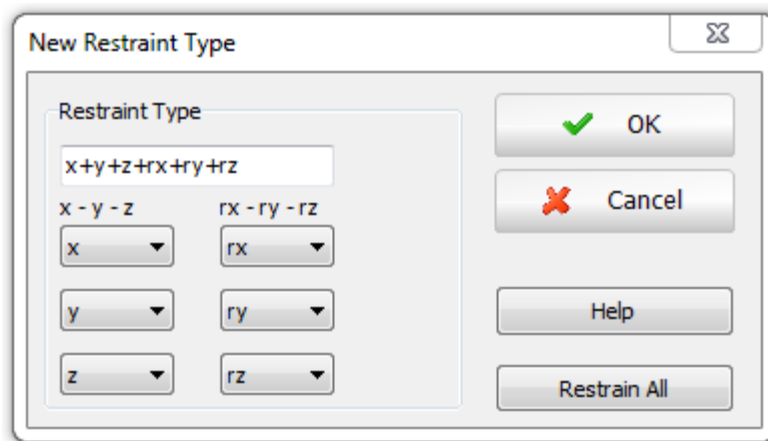 New Restraint Type
Restraint Type
x+y+z+rx+ry+rz
x - y - z
rx - ry - rz
x
rx
y
ry
z
rz
OK
Cancel
Help
Restrain All